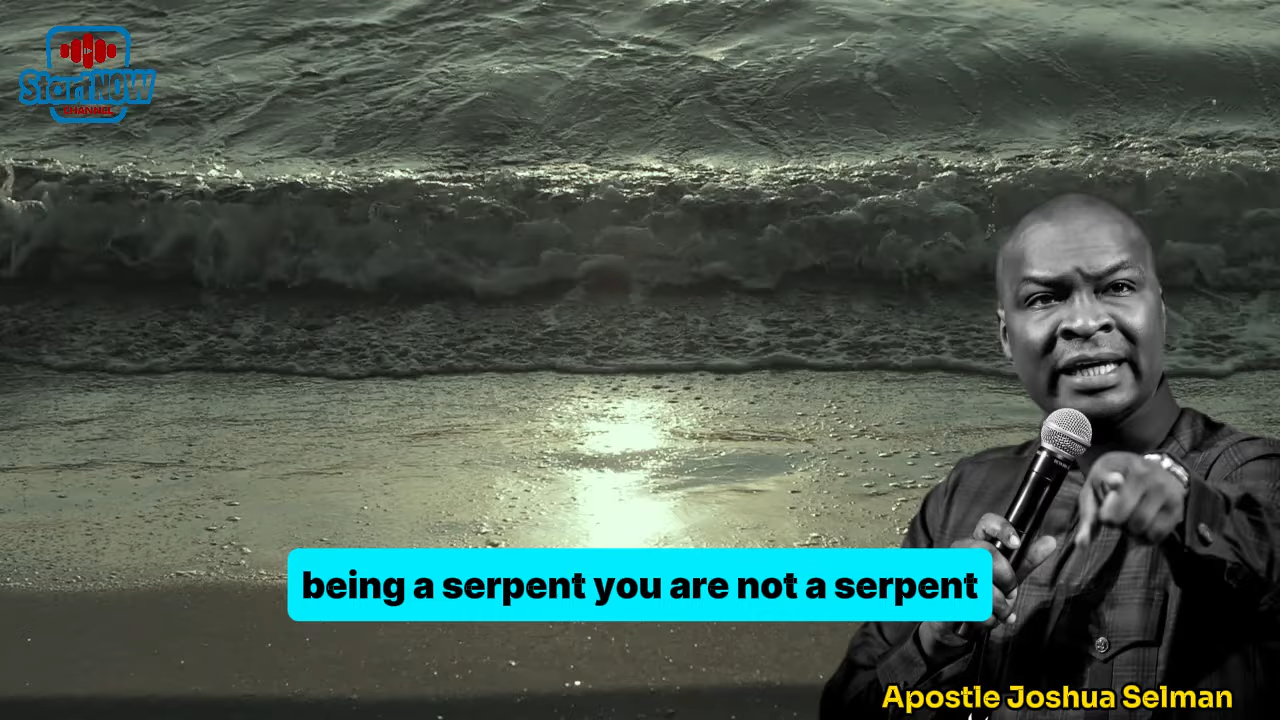 StartNOW
CHANNEL
being a serpent you are not a serpent
Apostle Joshua Selman